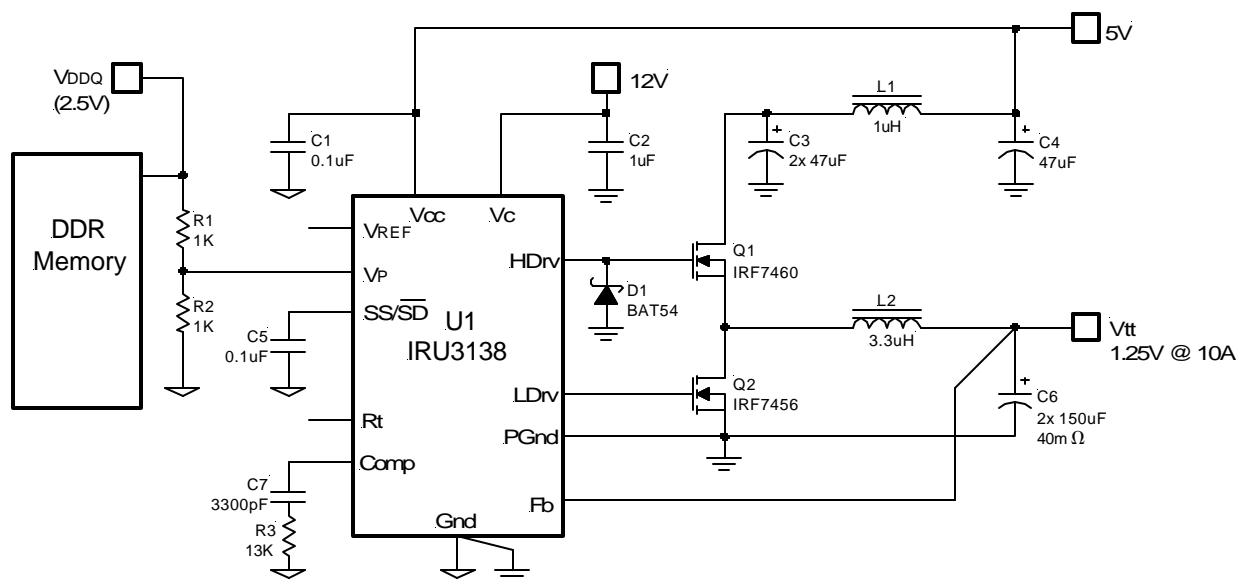 5V
VDDQ
(2.5V)
12V
L1
1uH
C1
0.1uF
C2
1uF
C3
2x 47uF
C4
47uF
DDR
Memory
R1
1K
R2
1K
Vcc
Vc
VREF
VP
SS/SD
HDrv
Q1
IRF7460
D1
BAT54
U1
IRU3138
C5
0.1uF
L2
3.3uH
Vtt
1.25V @ 10A
LDrv
Q2
IRF7456
C6
2x 150uF
40mΩ
Rt
PGnd
Comp
C7
3300pF
R3
13K
Fb
Gnd